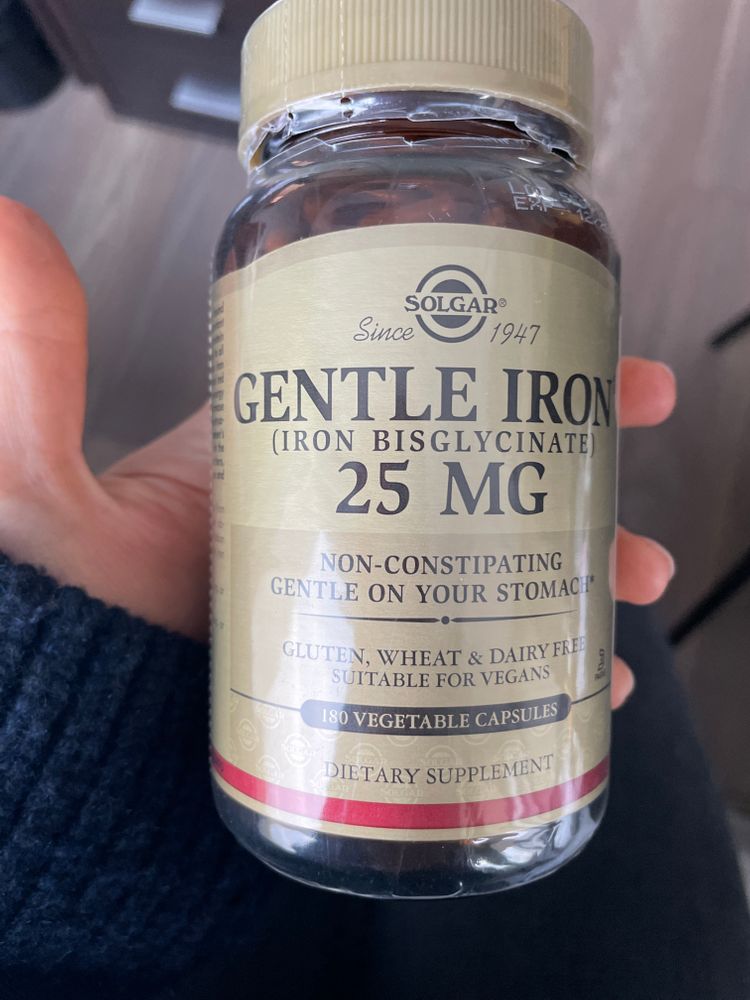 EXP
SOLGAR®
Since 1947
GENTLE IRON
(IRON BISGLYCINATE)
25 MG
NON-CONSTIPATING
GENTLE ON YOUR STOMACH*
GLUTEN, WHEAT & DAIRY FREE
SUITABLE FOR VEGANS
180 VEGETABLE CAPSULES
DIETARY SUPPLEMENT